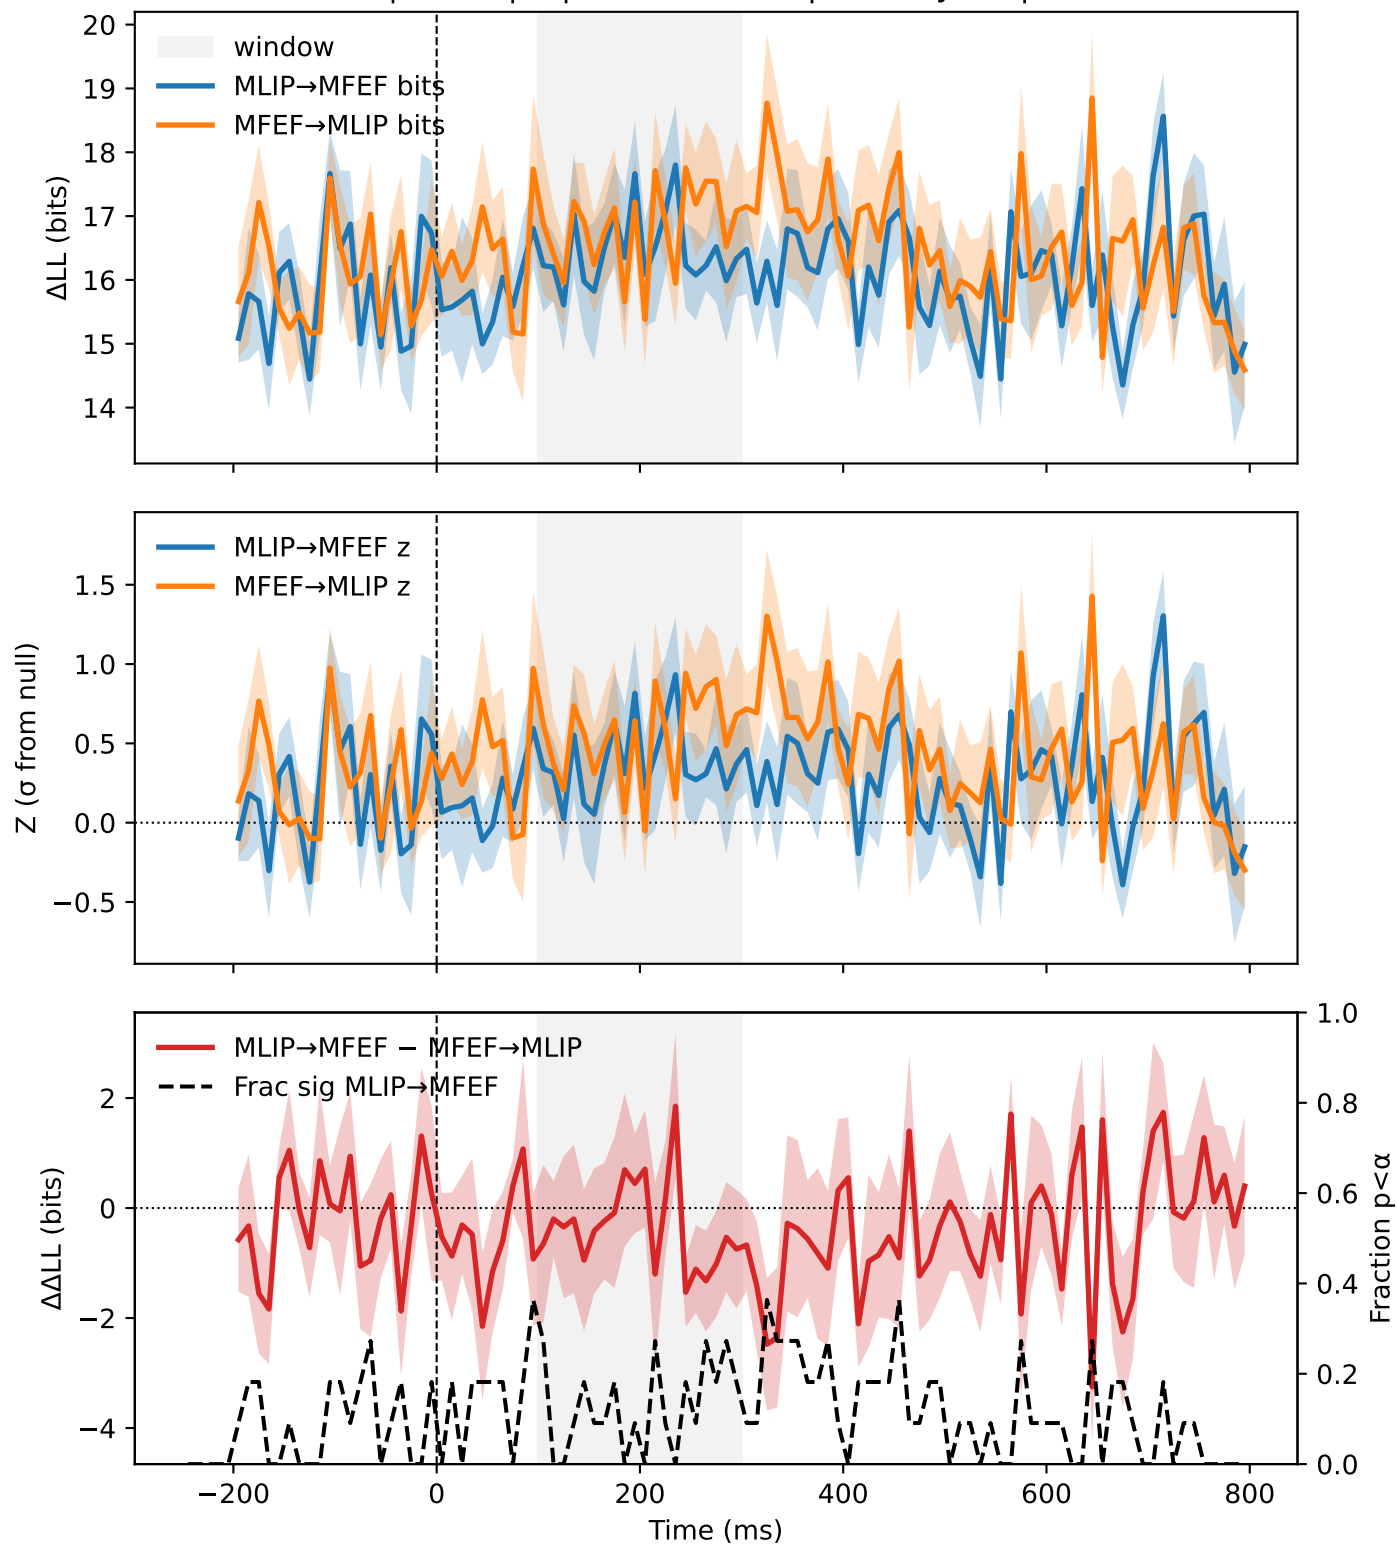 20
19
18
17
16
15
14
ΔLL (bits)
window
MLIP→MFEF bits
MFEF→MLIP bits
1.5
1.0
0.5
0.0
−0.5
Z (σ from null)
MLIP→MFEF z
MFEF→MLIP z
2
0
−2
−4
ΔΔLL (bits)
MLIP→MFEF − MFEF→MLIP
Frac sig MLIP→MFEF
1.0
0.8
0.6
0.4
0.2
0.0
Fraction p<α
−200
0
200
400
600
800
Time (ms)